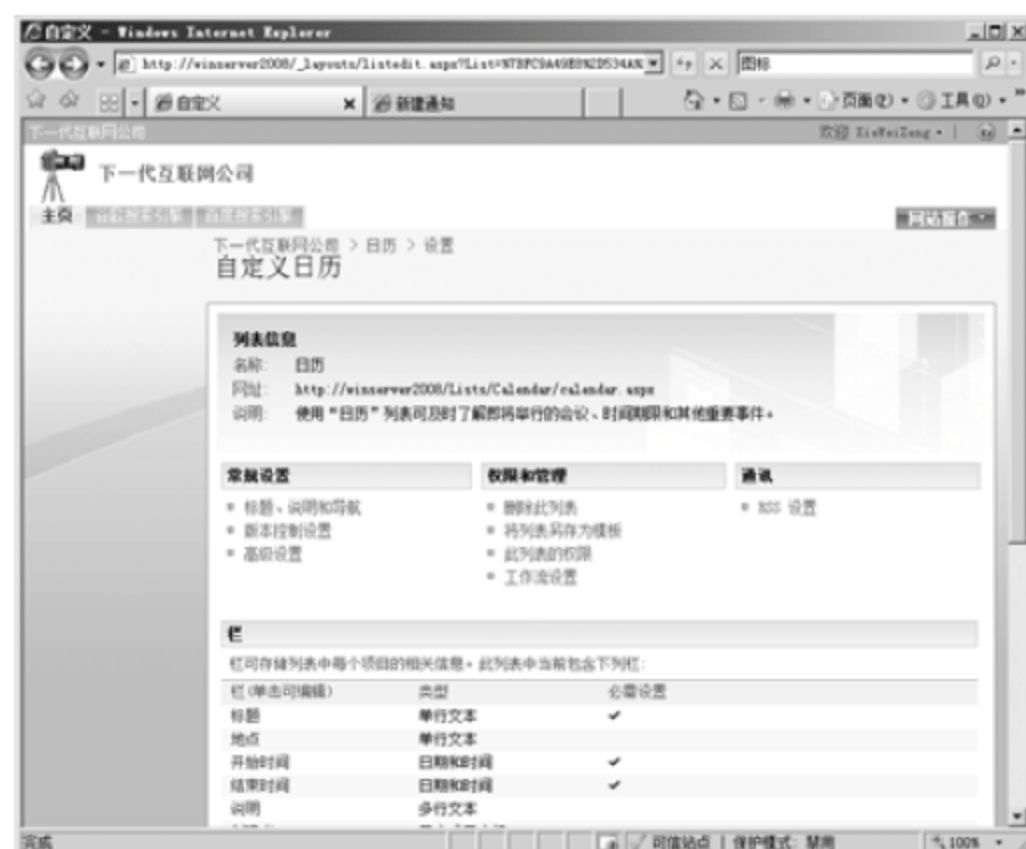 自定义 - Windows Internet Explorer
图标
自定义
新建通知
页面(P)
工具(O)
下一代互联网公司
欢迎 XieWeiZeng
下一代互联网公司
主页
网站操作
下一代互联网公司 > 日历 > 设置
自定义日历
列表信息
名称: 日历
网址: http://winserver2008/Lists/Calendar/calendar.aspx
说明: 使用“日历”列表可及时了解即将举行的会议、时间期限和其他重要事件。
常规设置 权限和管理 通讯
标题、说明和导航 删除此列表 RSS 设置
版本控制设置 将列表另存为模板
高级设置 此列表的权限
工作流设置
栏
栏可存储列表中每个项目的相关信息。此列表中当前包含下列栏:
栏(单击可编辑) 类型 必需设置
标题 单行文本 ✓
地点 单行文本
开始时间 日期和时间 ✓
结束时间 日期和时间 ✓
说明 多行文本
完成 可信站点 | 保护模式: 禁用 100%